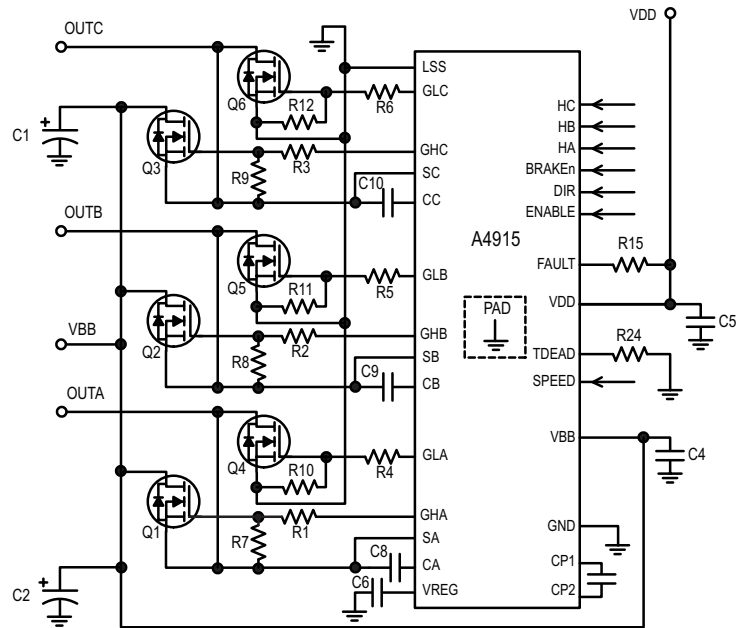 OUTC
VDD
LSS
GLC
Q6
R12
R6
C1
+
Q3
R9
R3
GHC
SC
C10
CC
HC
HB
HA
BRAKEn
DIR
ENABLE
A4915
OUTB
Q5
R11
R5
GLB
FAULT
R15
VDD
C5
PAD
VBB
Q2
R8
R2
GHB
SB
C9
CB
TDEAD
R24
SPEED
OUTA
Q4
R10
R4
GLA
VBB
C4
Q1
R7
R1
GHA
SA
C8
CA
C6
VREG
GND
CP1
CP2
C2
+